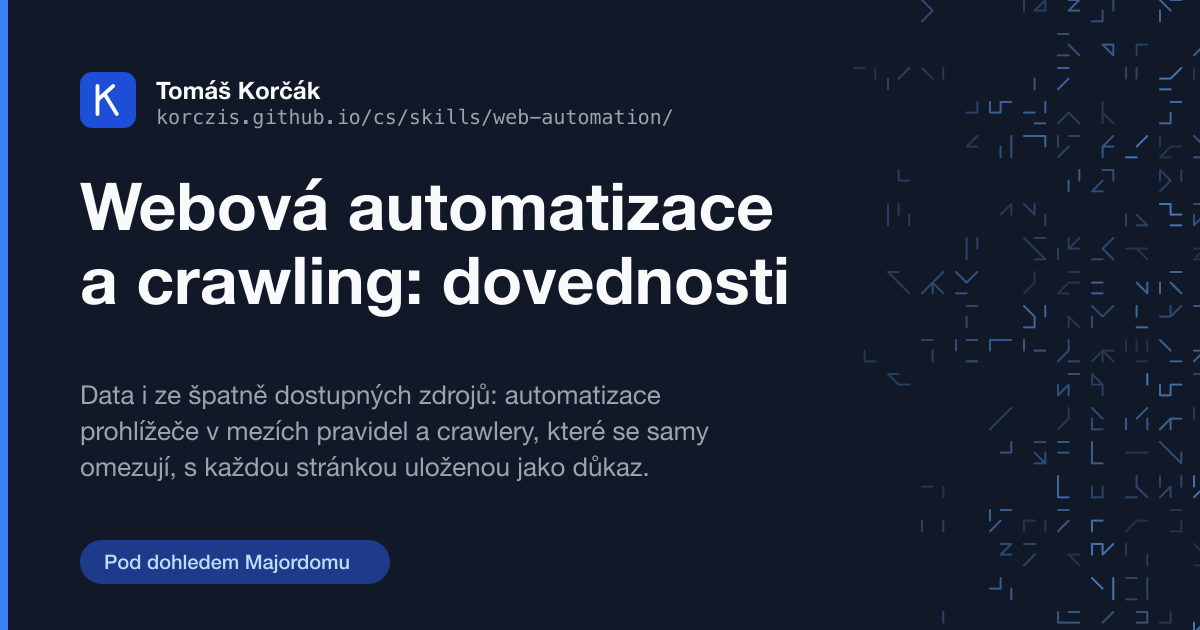 K
Tomáš Korčák
korczis.github.io/cs/skills/web-automation/
Webová automatizace
a crawling: dovednosti
Data i ze špatně dostupných zdrojů: automatizace
prohlížeče v mezích pravidel a crawlery, které se samy
omezují, s každou stránkou uloženou jako důkaz.
Pod dohledem Majordomu